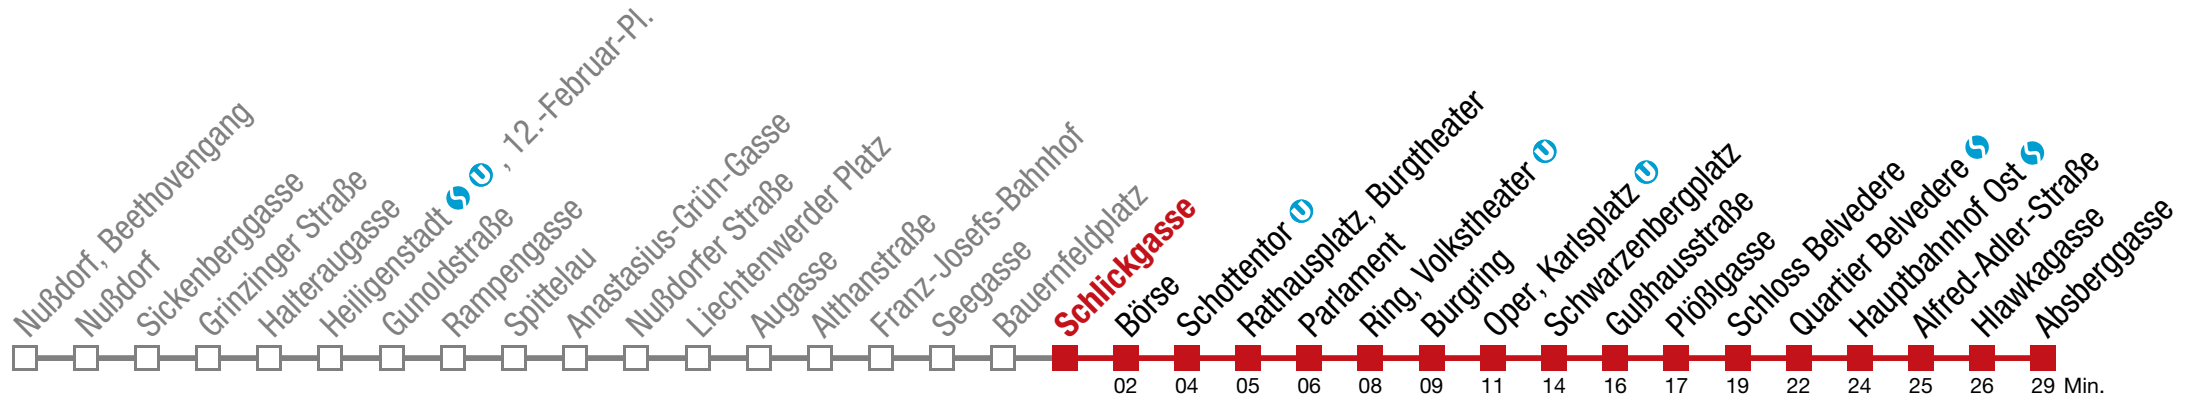 Nußdorf, Beethovengang
Nußdorf
Sickenberggasse
Grinzinger Straße
Halteraugasse
Heiligenstadt S U , 12.-Februar-Pl.
Gunoldstraße
Rampengasse
Spittelau
Anastasius-Grün-Gasse
Nußdorfer Straße
Liechtenwerder Platz
Augasse
Althanstraße
Franz-Josefs-Bahnhof
Seegasse
Bauernfeldplatz
Schlickgasse
Börse
Schottentor U
Rathausplatz, Burgtheater
Parlament
Ring, Volkstheater U
Burgring
Oper, Karlsplatz U
Schwarzenbergplatz
Gußhausstraße
Plößlgasse
Schloss Belvedere
Quartier Belvedere S
Hauptbahnhof Ost S
Alfred-Adler-Straße
Hlawkagasse
Absberggasse
02 04 05 06 08 09 11 14 16 17 19 22 24 25 26 29 Min.